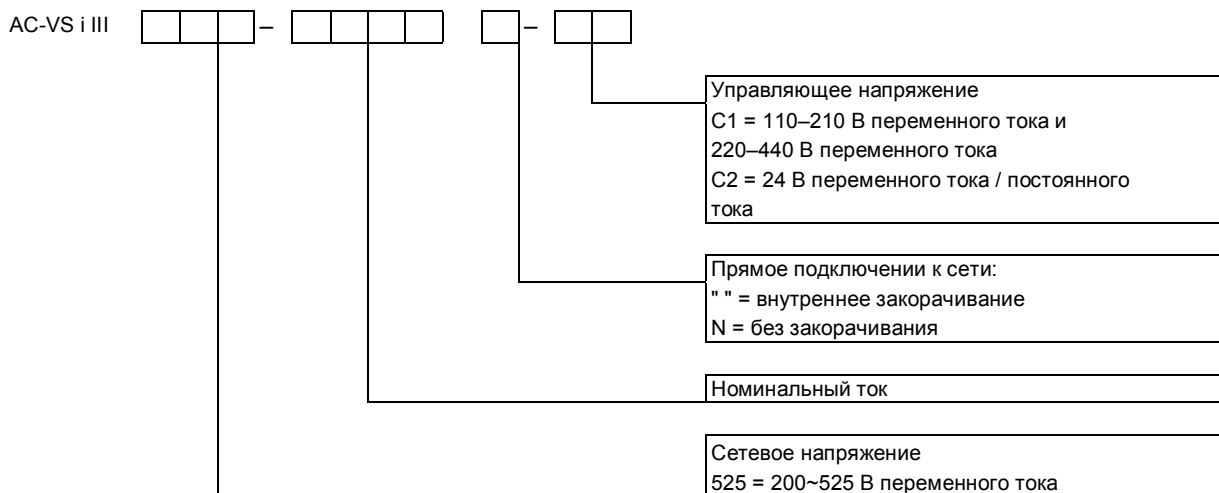 AC-VS i III – –
Управляющее напряжение
C1 = 110–210 В переменного тока и
220–440 В переменного тока
C2 = 24 В переменного тока / постоянного
тока
Прямое подключении к сети:
" " = внутреннее закорачивание
N = без закорачивания
Номинальный ток
Сетевое напряжение
525 = 200~525 В переменного тока